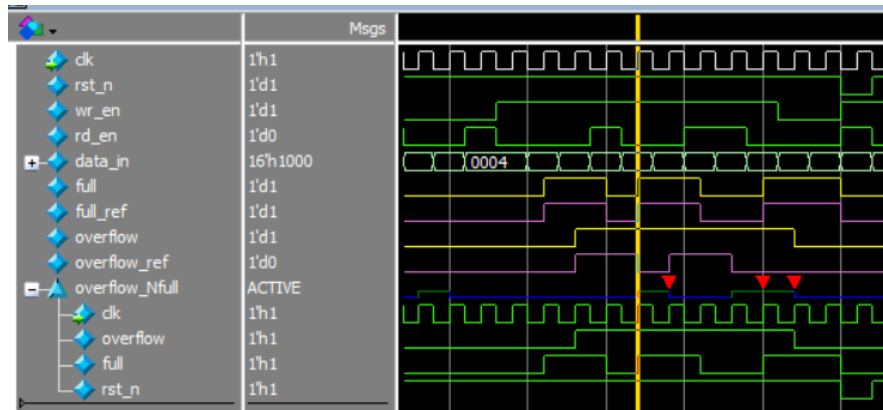 Msgs
clk 1'h1
rst_n 1'd1
wr_en 1'd1
rd_en 1'd0
data_in 16'h1000 0004
full 1'd1
full_ref 1'd1
overflow 1'd1
overflow_ref 1'd0
overflow_Nfull ACTIVE
clk 1'h1
overflow 1'h1
full 1'h1
rst_n 1'h1